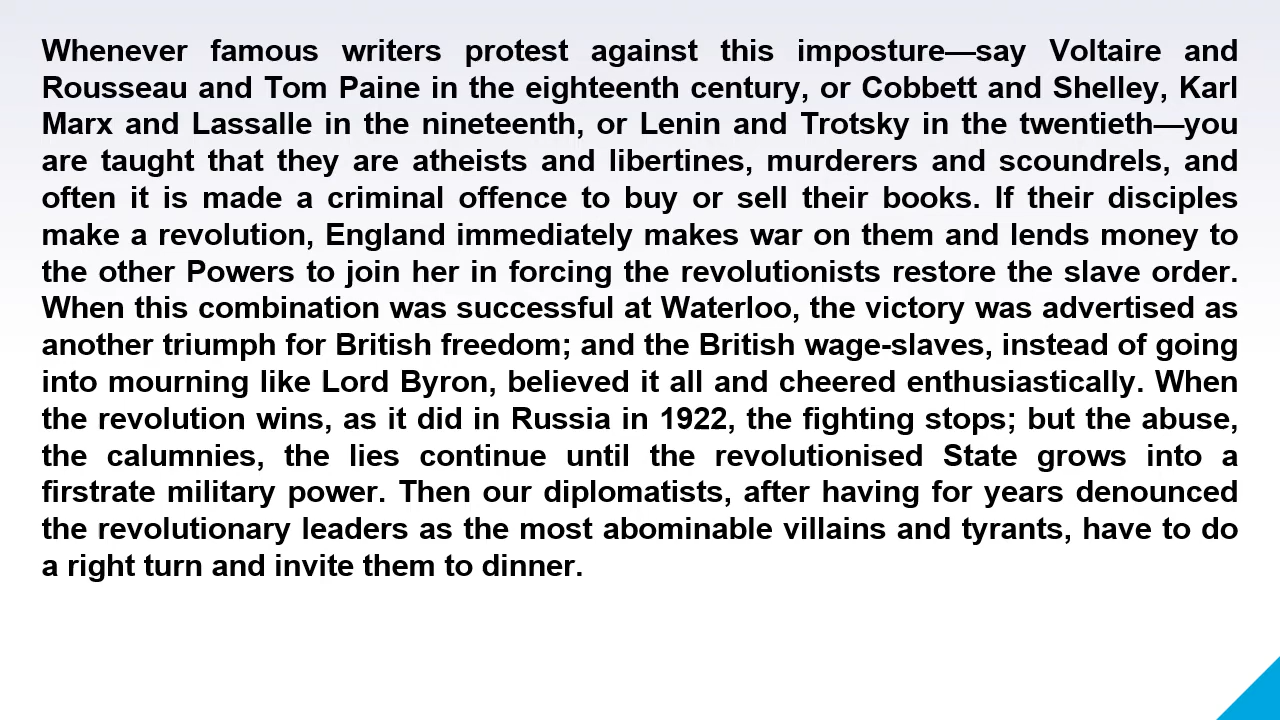 Whenever famous writers protest against this imposture—say Voltaire and
Rousseau and Tom Paine in the eighteenth century, or Cobbett and Shelley, Karl
Marx and Lassalle in the nineteenth, or Lenin and Trotsky in the twentieth—you
are taught that they are atheists and libertines, murderers and scoundrels, and
often it is made a criminal offence to buy or sell their books. If their disciples
make a revolution, England immediately makes war on them and lends money to
the other Powers to join her in forcing the revolutionists restore the slave order.
When this combination was successful at Waterloo, the victory was advertised as
another triumph for British freedom; and the British wage-slaves, instead of going
into mourning like Lord Byron, believed it all and cheered enthusiastically. When
the revolution wins, as it did in Russia in 1922, the fighting stops; but the abuse,
the calumnies, the lies continue until the revolutionised State grows into a
firstrate military power. Then our diplomatists, after having for years denounced
the revolutionary leaders as the most abominable villains and tyrants, have to do
a right turn and invite them to dinner.